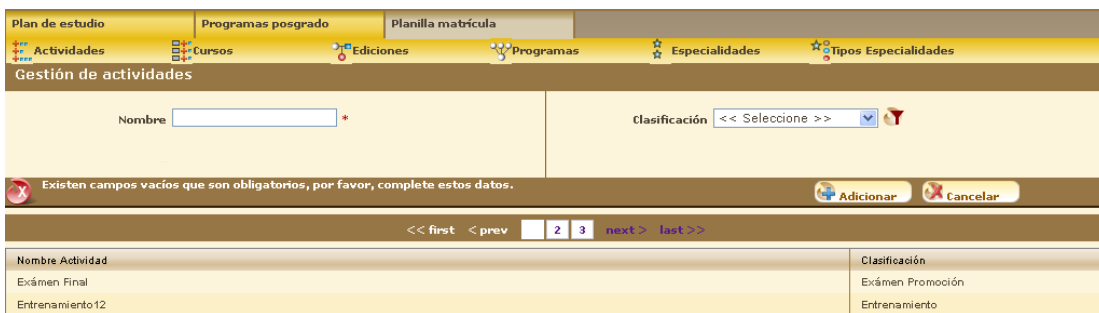 Plan de estudio Programas posgrado Planilla matrícula
Actividades Cursos Ediciones Programas Especialidades Tipos Especialidades
Gestión de actividades
Nombre * Clasificación << Seleccione >>
Existen campos vacíos que son obligatorios, por favor, complete estos datos. Adicionar Cancelar
<< first < prev 2 3 next > last >>
Nombre Actividad Clasificación
Exámen Final Exámen Promoción
Entrenamiento12 Entrenamiento